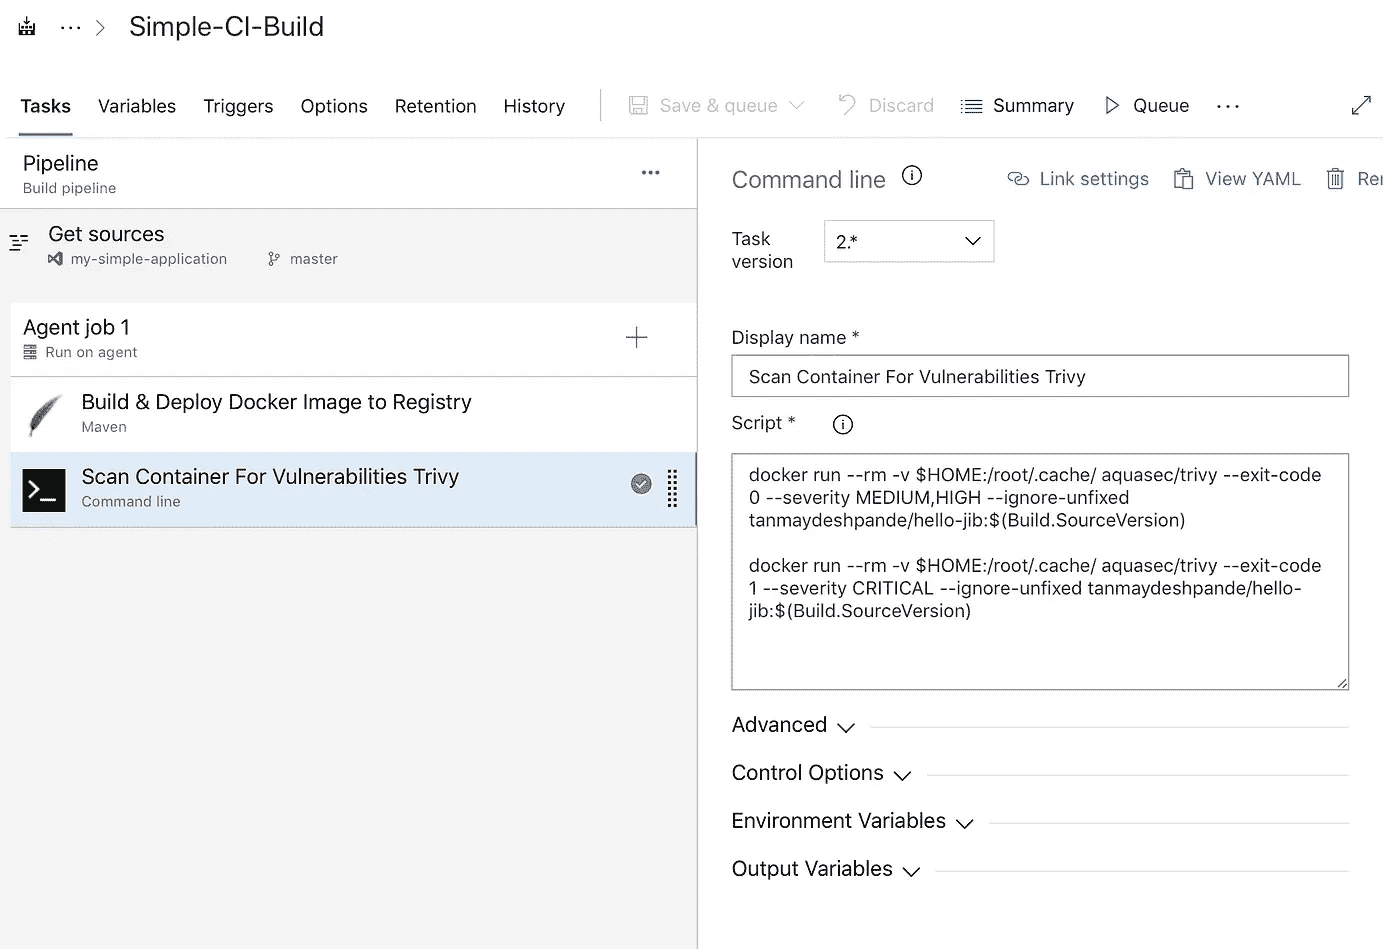 Simple-CI-Build
Tasks Variables Triggers Options Retention History Save & queue Discard Summary Queue
Pipeline
Build pipeline
Get sources
my-simple-application master
Agent job 1
Run on agent
Build & Deploy Docker Image to Registry
Maven
Scan Container For Vulnerabilities Trivy
Command line
Command line Link settings View YAML
Task
version
2.*
Display name *
Scan Container For Vulnerabilities Trivy
Script *
docker run --rm -v $HOME:/root/.cache/ aquasec/trivy --exit-code
0 --severity MEDIUM,HIGH --ignore-unfixed
tanmaydeshpande/hello-jib:$(Build.SourceVersion)
docker run --rm -v $HOME:/root/.cache/ aquasec/trivy --exit-code
1 --severity CRITICAL --ignore-unfixed tanmaydeshpande/hello-
jib:$(Build.SourceVersion)
Advanced
Control Options
Environment Variables
Output Variables